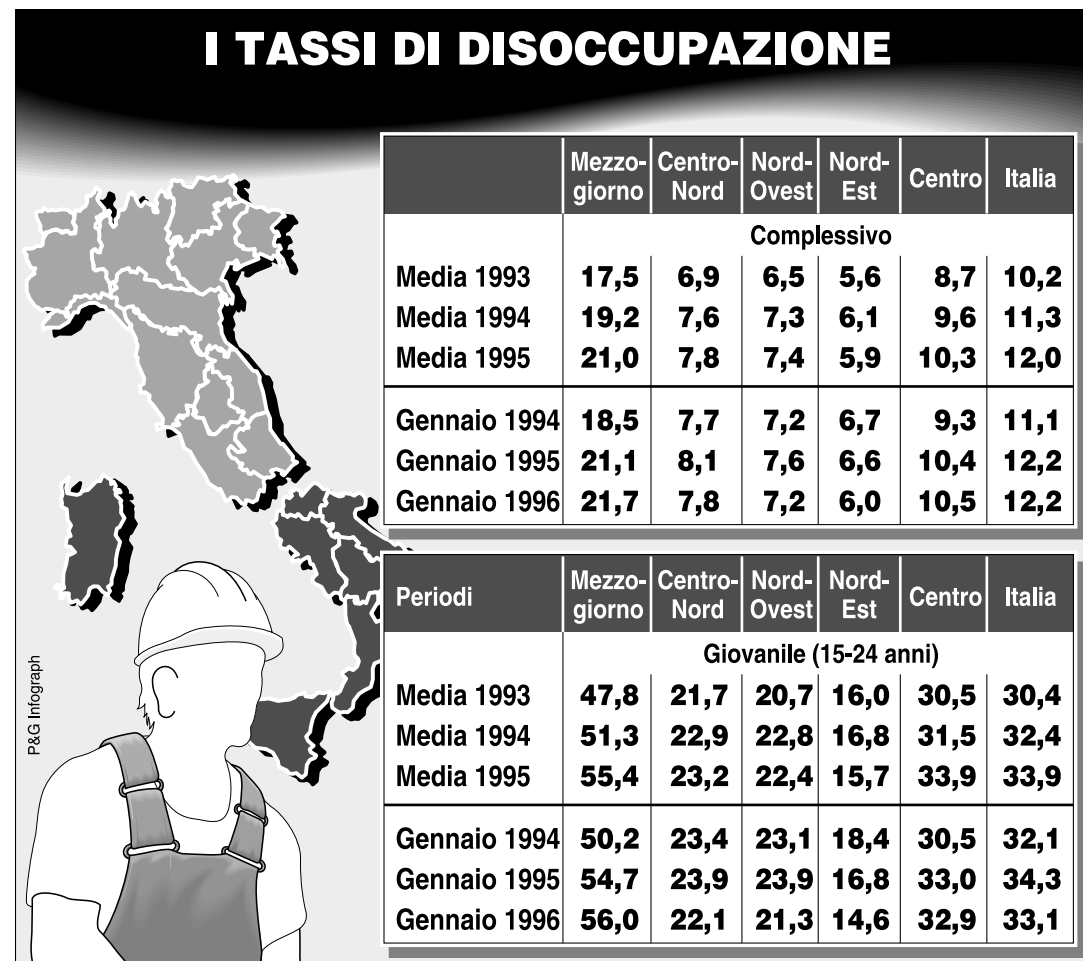 I TASSI DI DISOCCUPAZIONE
Mezzo-giorno Centro-Nord Nord-Ovest Nord-Est Centro Italia
Complessivo
Media 1993 17,5 6,9 6,5 5,6 8,7 10,2
Media 1994 19,2 7,6 7,3 6,1 9,6 11,3
Media 1995 21,0 7,8 7,4 5,9 10,3 12,0
Gennaio 1994 18,5 7,7 7,2 6,7 9,3 11,1
Gennaio 1995 21,1 8,1 7,6 6,6 10,4 12,2
Gennaio 1996 21,7 7,8 7,2 6,0 10,5 12,2
Periodi Mezzo-giorno Centro-Nord Nord-Ovest Nord-Est Centro Italia
Giovanile (15-24 anni)
Media 1993 47,8 21,7 20,7 16,0 30,5 30,4
Media 1994 51,3 22,9 22,8 16,8 31,5 32,4
Media 1995 55,4 23,2 22,4 15,7 33,9 33,9
Gennaio 1994 50,2 23,4 23,1 18,4 30,5 32,1
Gennaio 1995 54,7 23,9 23,9 16,8 33,0 34,3
Gennaio 1996 56,0 22,1 21,3 14,6 32,9 33,1
P&G Infograph